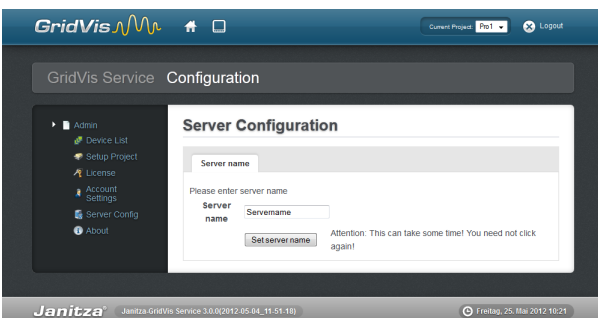 GridVis
Current Project: Pro1
Logout
GridVis Service Configuration
Admin
Device List
Setup Project
License
Account
Settings
Server Config
About
Server Configuration
Server name
Please enter server name
Server
name
Servername
Set server name
Attention: This can take some time! You need not click
again!
Janitza®
Janitza-GridVis Service 3.0.0(2012-05-04_11-51-18)
Freitag, 25. Mai 2012 10:21